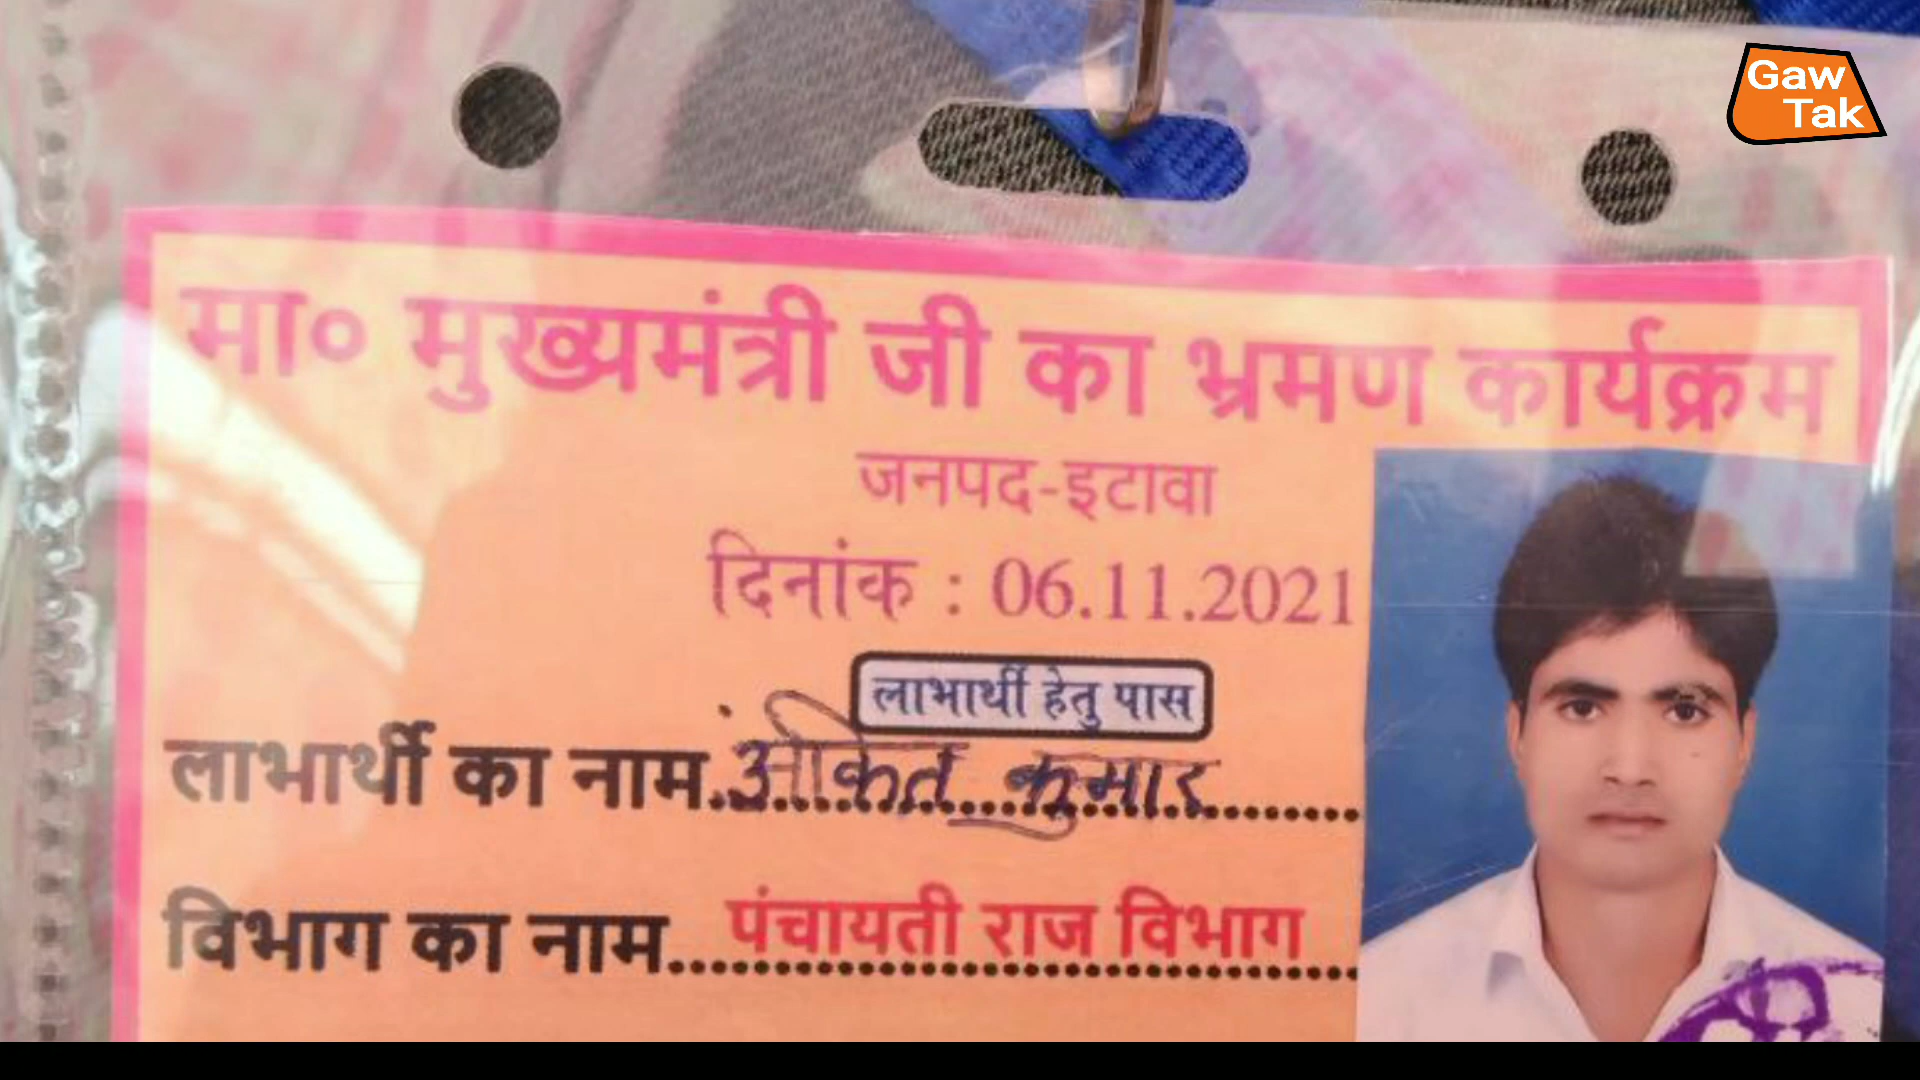 Gaw
Tak
मा० मुख्यमंत्री जी का भ्रमण कार्यक्रम
जनपद-इटावा
दिनांक : 06.11.2021
लाभार्थी हेतु पास
लाभार्थी का नाम..अंकित कुमार..........
विभाग का नाम....पंचायती राज विभाग....